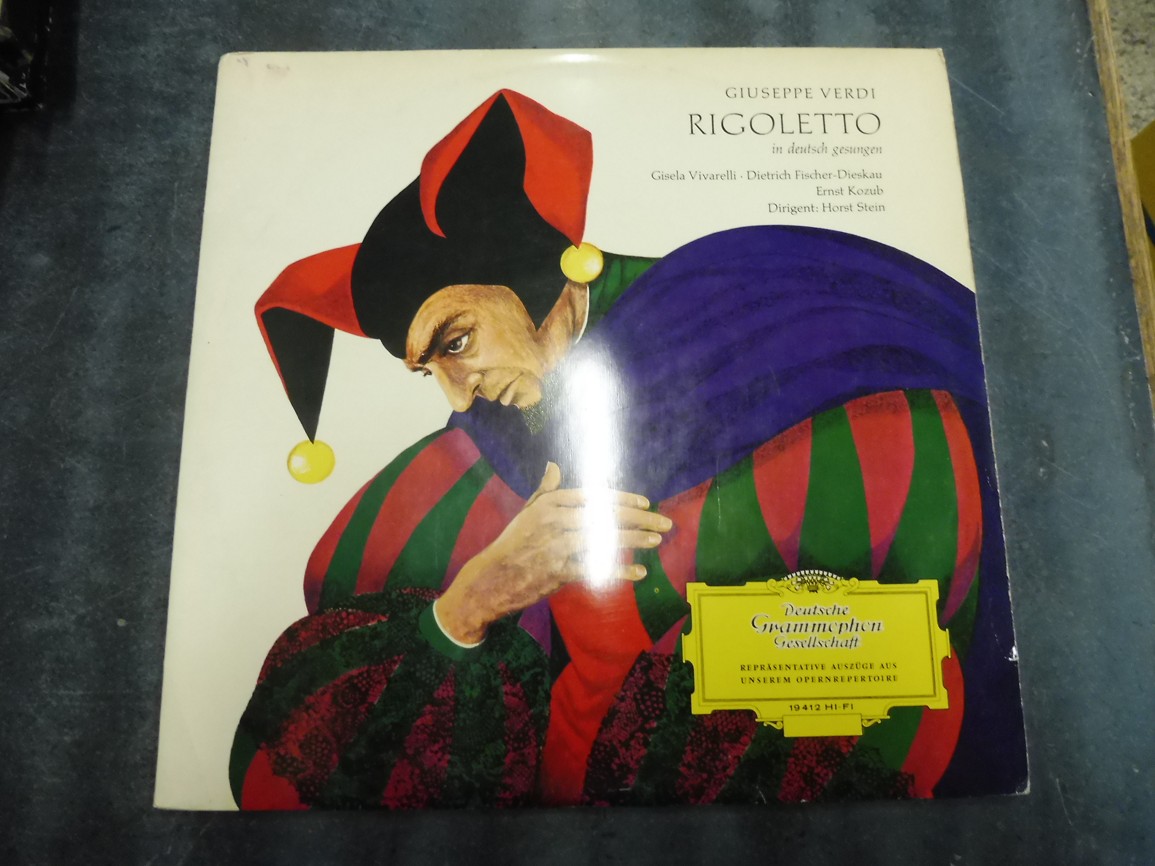 GIUSEPPE VERDI
RIGOLETTO
in deutsch gesungen
Gisela Vivarelli · Dietrich Fischer-Dieskau
Ernst Kozub
Dirigent: Horst Stein
Deutsche
Grammophon
Gesellschaft
REPRÄSENTATIVE AUSZÜGE AUS
UNSEREM OPERNREPERTOIRE
19412 HI-FI